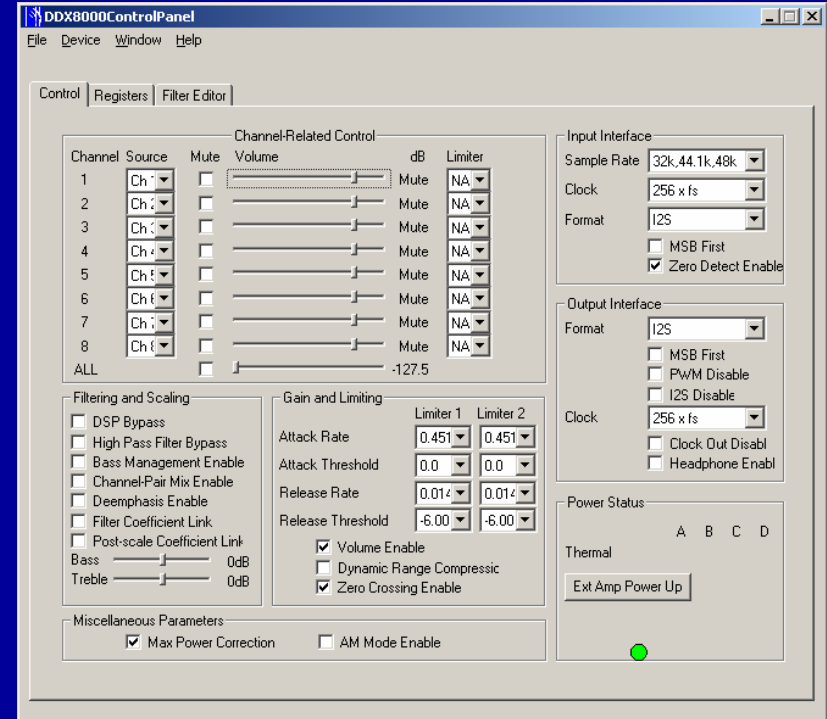 DDX8000ControlPanel
File Device Window Help
Control Registers Filter Editor
Channel-Related Control
Channel Source Mute Volume dB Limiter
1 Ch Mute NA
2 Ch Mute NA
3 Ch Mute NA
4 Ch Mute NA
5 Ch Mute NA
6 Ch Mute NA
7 Ch Mute NA
8 Ch Mute NA
ALL -127.5
Input Interface
Sample Rate 32k,44.1k,48k
Clock 256 x fs
Format I2S
MSB First
Zero Detect Enable
Output Interface
Format I2S
MSB First
PWM Disable
I2S Disable
Clock 256 x fs
Clock Out Disabl
Headphone Enabl
Filtering and Scaling
DSP Bypass
High Pass Filter Bypass
Bass Management Enable
Channel-Pair Mix Enable
Deemphasis Enable
Filter Coefficient Link
Post-scale Coefficient Link
Bass 0dB
Treble 0dB
Gain and Limiting
Limiter 1 Limiter 2
Attack Rate 0.451 0.451
Attack Threshold 0.0 0.0
Release Rate 0.014 0.014
Release Threshold -6.00 -6.00
Volume Enable
Dynamic Range Compressic
Zero Crossing Enable
Power Status
A B C D
Thermal
Ext Amp Power Up
Miscellaneous Parameters
Max Power Correction AM Mode Enable